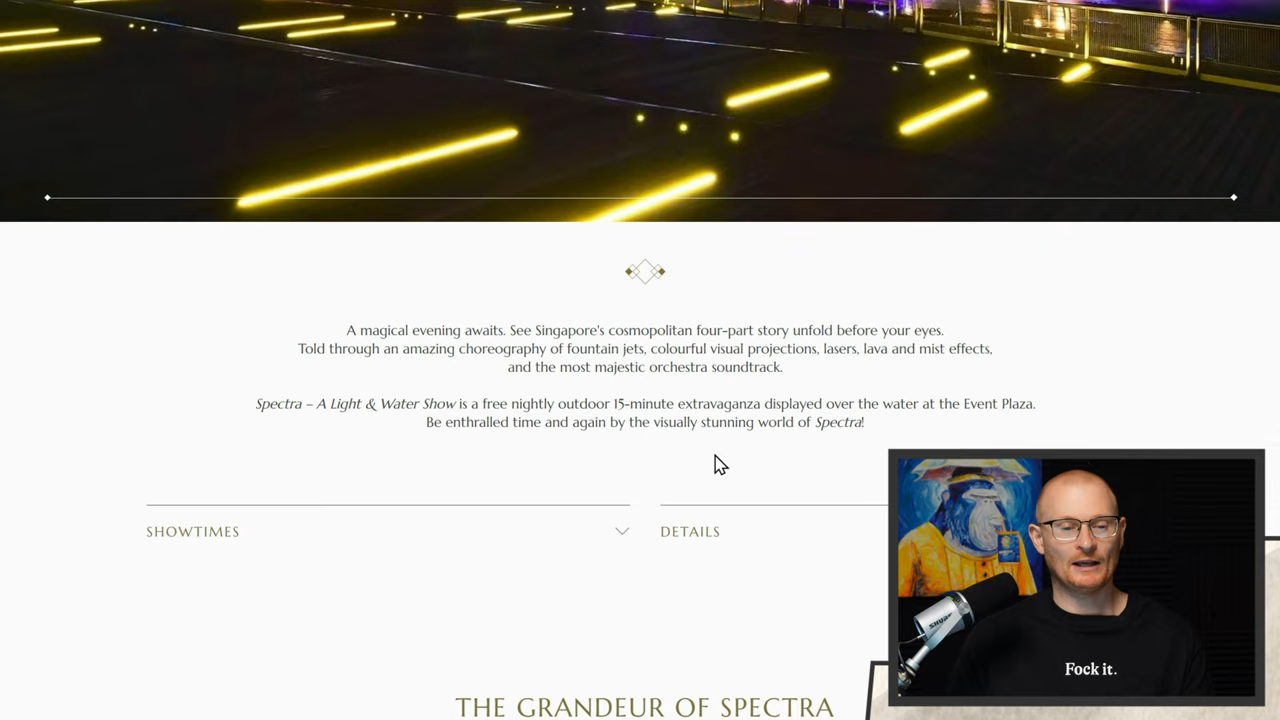 A magical evening awaits. See Singapore's cosmopolitan four-part story unfold before your eyes.
Told through an amazing choreography of fountain jets, colourful visual projections, lasers, lava and mist effects,
and the most majestic orchestra soundtrack.
Spectra – A Light & Water Show is a free nightly outdoor 15-minute extravaganza displayed over the water at the Event Plaza.
Be enthralled time and again by the visually stunning world of Spectra!
SHOWTIMES
DETAILS
SHURE
Fock it.
THE GRANDEUR OF SPECTRA